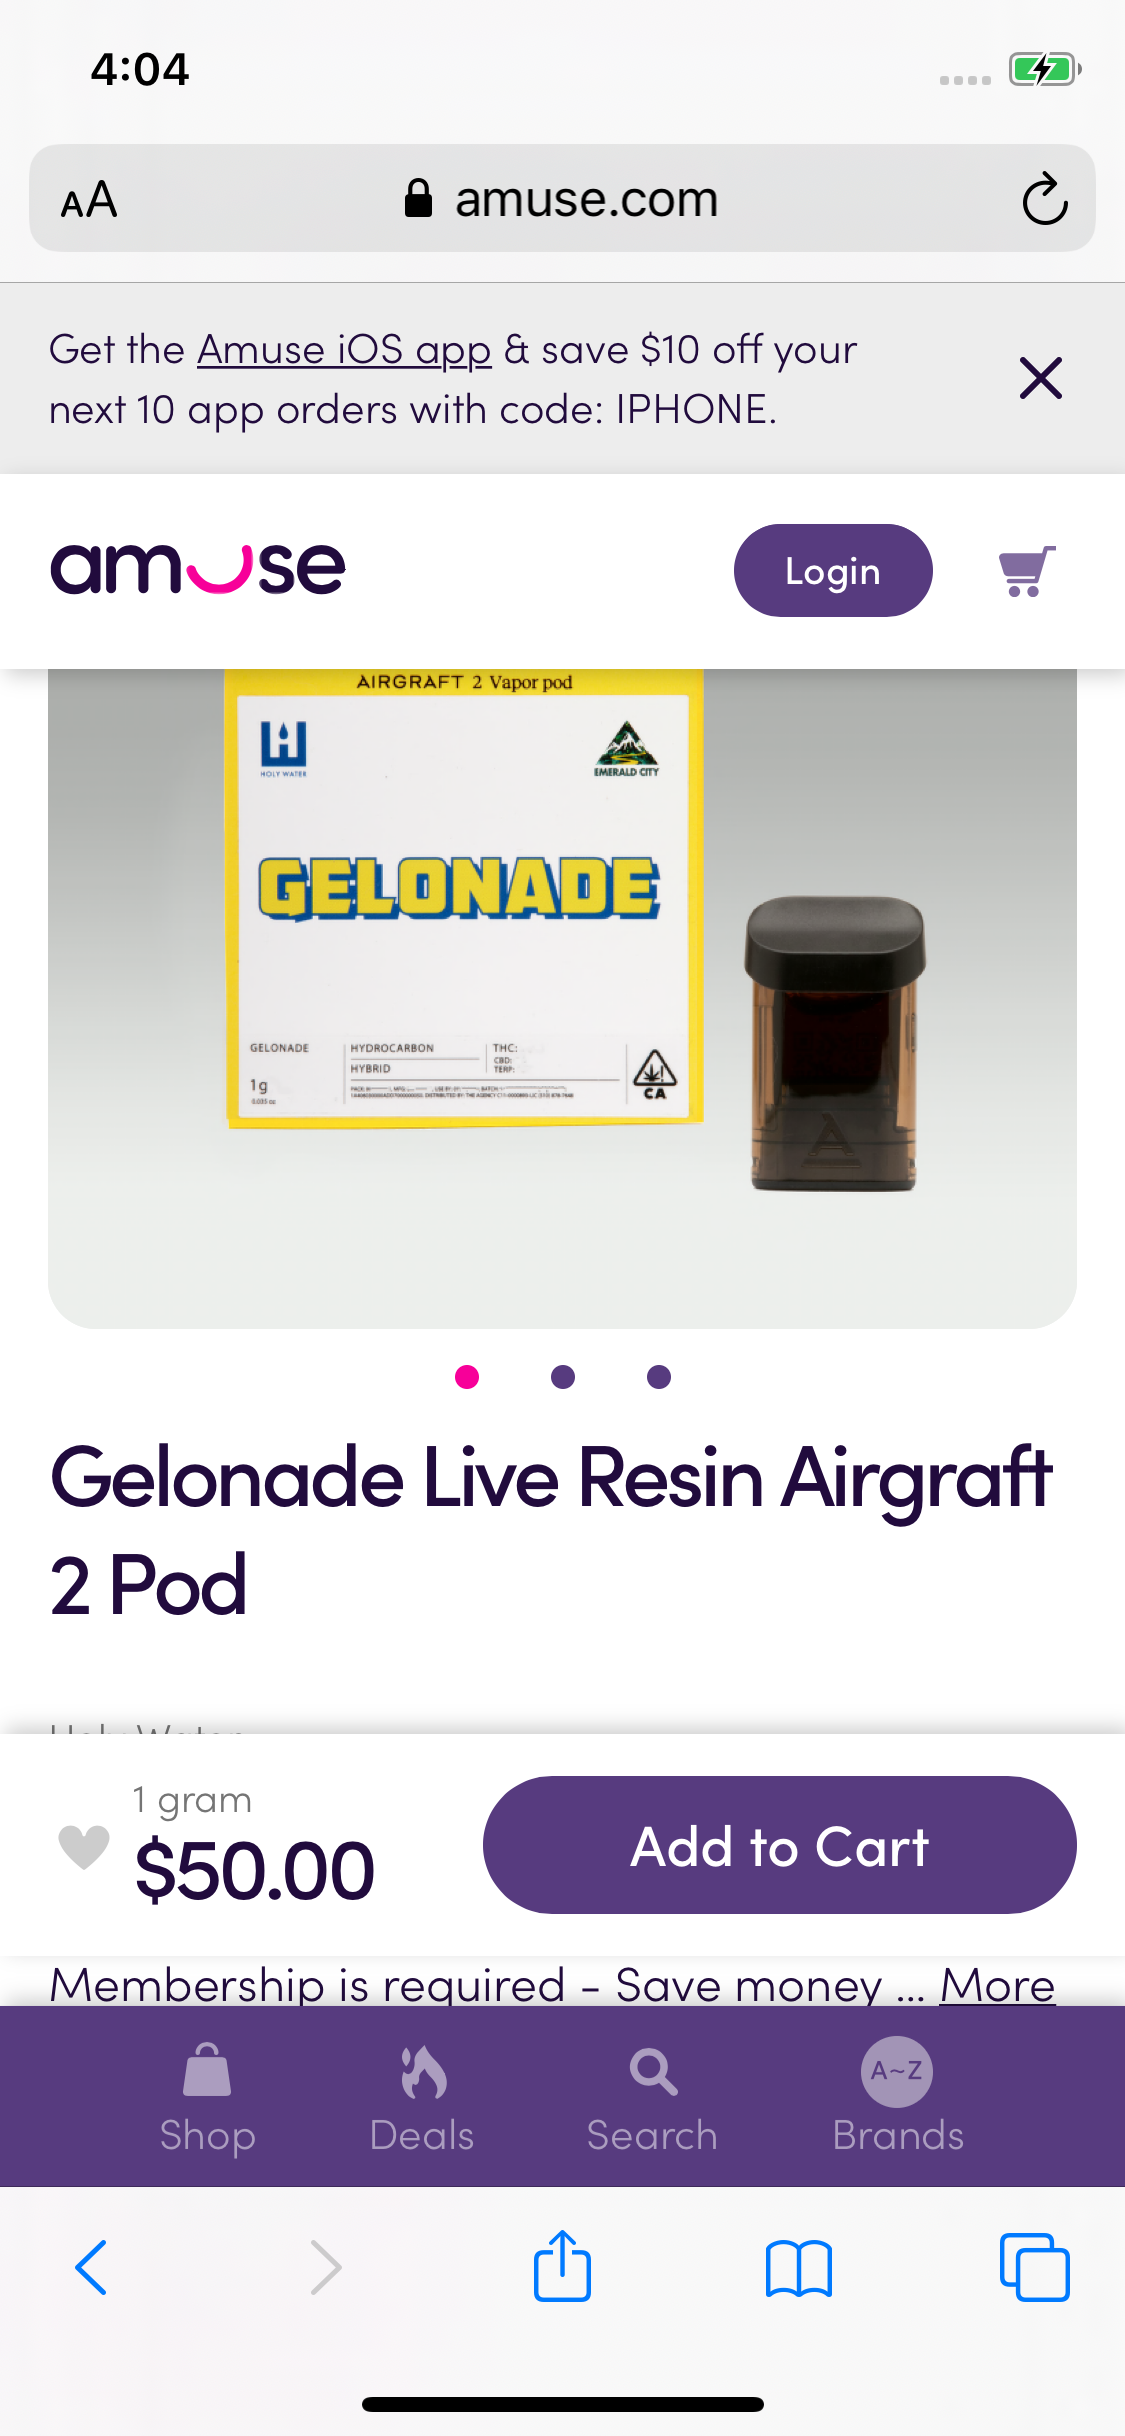 4:04
AA
amuse.com
Get the Amuse iOS app & save $10 off your
next 10 app orders with code: IPHONE.
amuse
Login
AIRGRAFT 2 Vapor pod
HOLY WATER
EMERALD CITY
GELONADE
GELONADE
HYDROCARBON
THC:
CBD:
HYBRID
TERP:
1g
CA
Gelonade Live Resin Airgraft
2 Pod
Holy Water
1 gram
$50.00
Add to Cart
Membership is required - Save money ... More
A~Z
Shop
Deals
Search
Brands